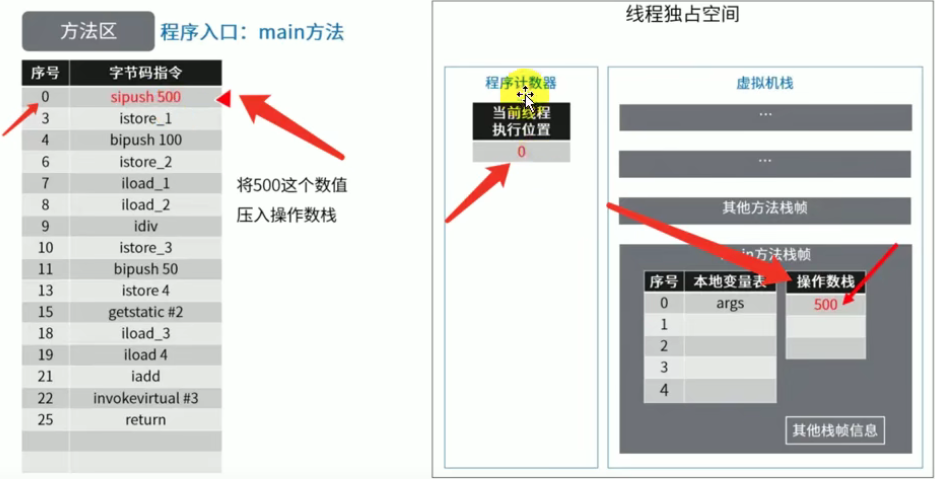 方法区 程序入口：main方法
序号 字节码指令
0 sipush 500
3 istore_1
4 bipush 100
6 istore_2
7 iload_1
8 iload_2
9 idiv
10 istore_3
11 bipush 50
13 istore 4
15 getstatic #2
18 iload_3
19 iload 4
21 iadd
22 invokevirtual #3
25 return
将500这个数值
压入操作数栈
线程独占空间
程序计数器
当前线程
执行位置
0
虚拟机栈
...
...
其他方法栈帧
main方法栈帧
序号 本地变量表
0 args
1
2
3
4
操作数栈
500
其他栈帧信息